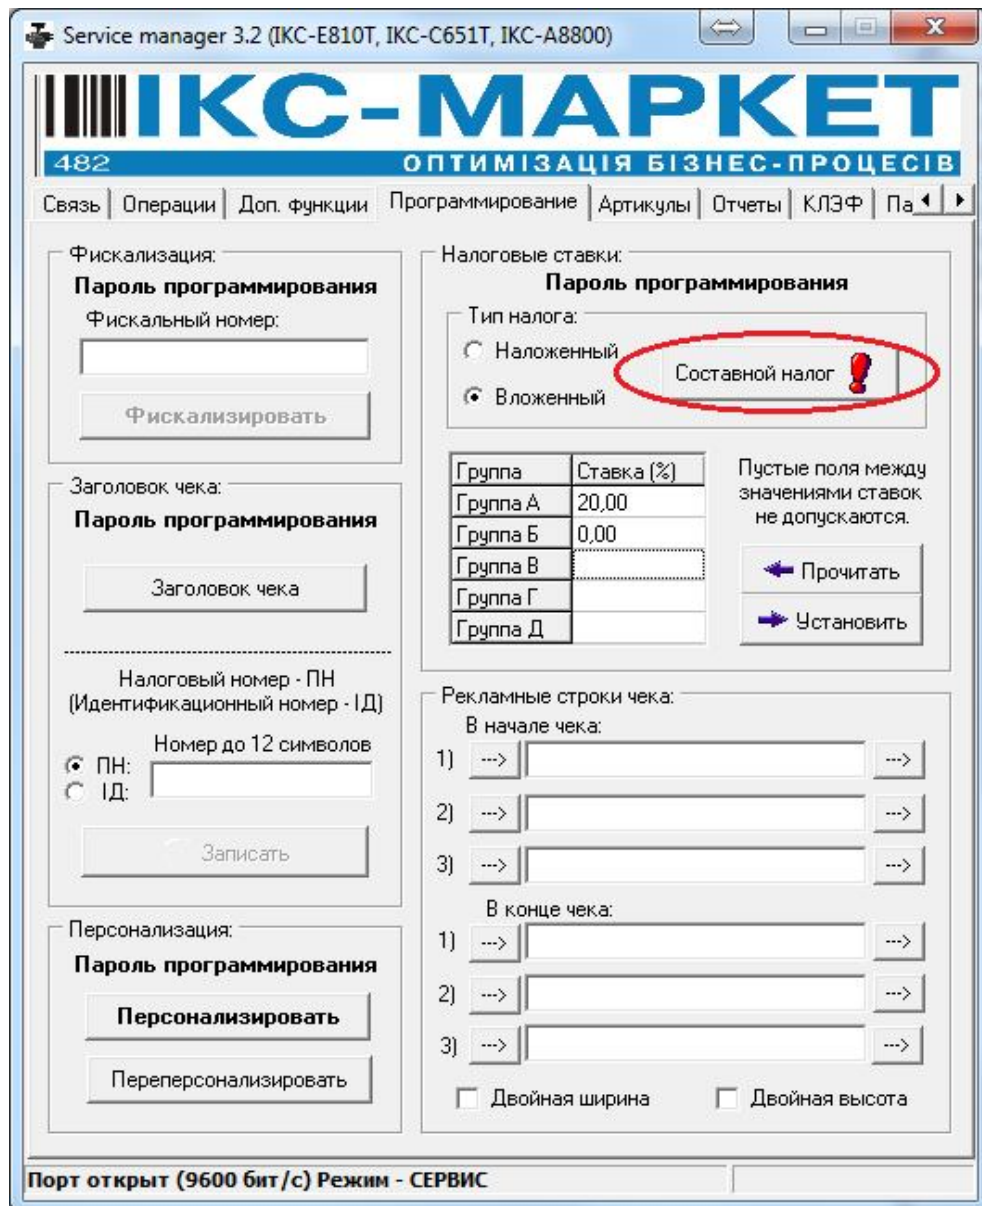 Service manager 3.2 (IKC-E810T, IKC-C651T, IKC-A8800)
ІКС-МАРКЕТ
482
ОПТИМІЗАЦІЯ БІЗНЕС-ПРОЦЕСІВ
Связь Операции Доп. функции Программирование Артикулы Отчеты КЛЭФ Па
Фискализация:
Пароль программирования
Фискальный номер:
Фискализировать
Заголовок чека:
Пароль программирования
Заголовок чека
Налоговый номер - ПН
(Идентификационный номер - ІД)
Номер до 12 символов
ПН:
ІД:
Записать
Персонализация:
Пароль программирования
Персонализировать
Переперсонализировать
Налоговые ставки:
Пароль программирования
Тип налога:
Наложенный
Вложенный
Составной налог
Группа Ставка (%)
Группа А 20,00
Группа Б 0,00
Группа В
Группа Г
Группа Д
Пустые поля между
значениями ставок
не допускаются.
Прочитать
Установить
Рекламные строки чека:
В начале чека:
1) ---> --->
2) ---> --->
3) ---> --->
В конце чека:
1) ---> --->
2) ---> --->
3) ---> --->
Двойная ширина Двойная высота
Порт открыт (9600 бит/с) Режим - СЕРВИС